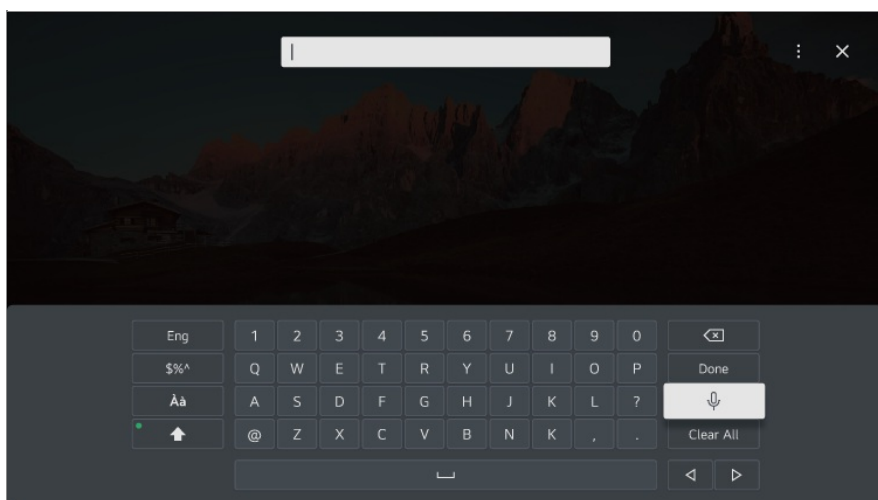 Eng 1 2 3 4 5 6 7 8 9 0
$%^ Q W E T R Y U I O P Done
Àà A S D F G H J K L ?
@ Z X C V B N K , . Clear All